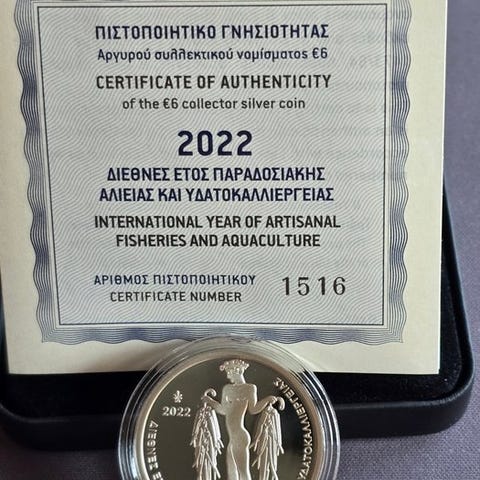 ΠΙΣΤΟΠΟΙΗΤΙΚΟ ΓΝΗΣΙΟΤΗΤΑΣ
Αργυρού συλλεκτικού νομίσματος €6
CERTIFICATE OF AUTHENTICITY
of the €6 collector silver coin
2022
ΔΙΕΘΝΕΣ ΕΤΟΣ ΠΑΡΑΔΟΣΙΑΚΗΣ
ΑΛΙΕΙΑΣ ΚΑΙ ΥΔΑΤΟΚΑΛΛΙΕΡΓΕΙΑΣ
INTERNATIONAL YEAR OF ARTISANAL
FISHERIES AND AQUACULTURE
ΑΡΙΘΜΟΣ ΠΙΣΤΟΠΟΙΗΤΙΚΟΥ
CERTIFICATE NUMBER
1516
2022
ΔΙΕΘΝΕΣ
ΥΔΑΤΟΚΑΛΛΙΕΡΓΕΙΑΣ